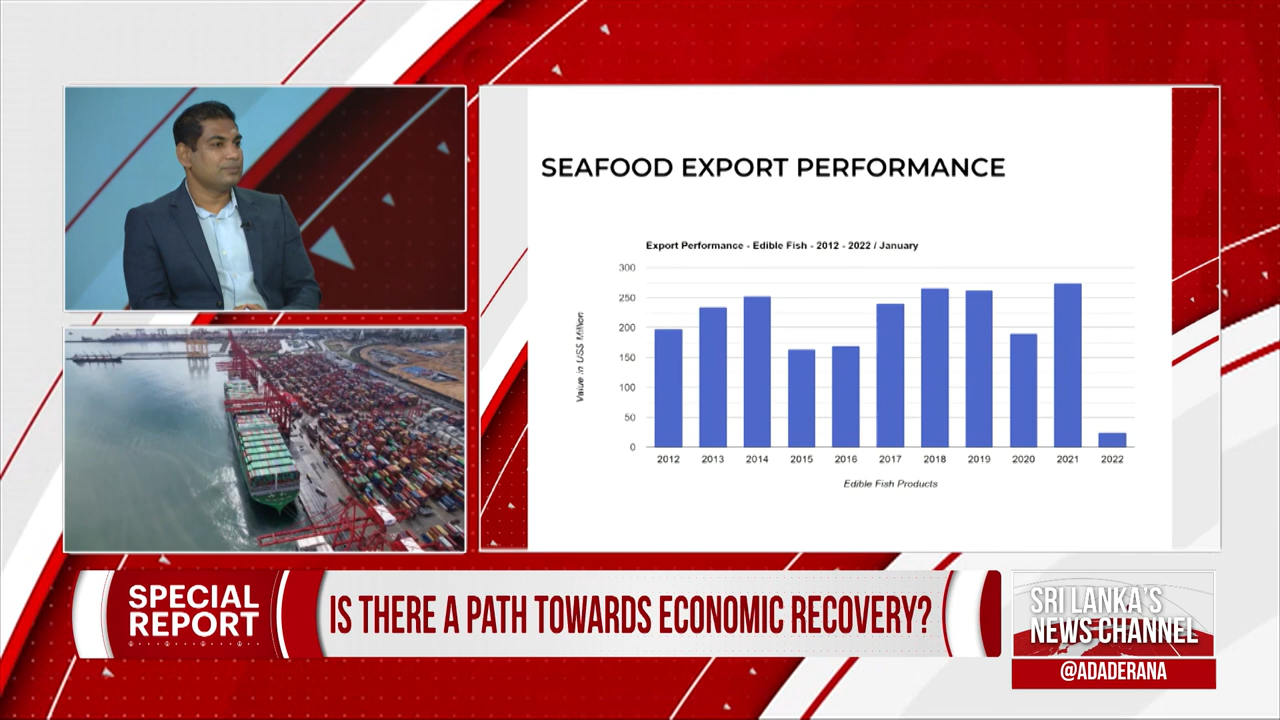 SEAFOOD EXPORT PERFORMANCE
Export Performance - Edible Fish - 2012 - 2022 / January
300
250
200
150
100
50
0
Value in US$ Million
2012 2013 2014 2015 2016 2017 2018 2019 2020 2021 2022
Edible Fish Products
SPECIAL
REPORT
IS THERE A PATH TOWARDS ECONOMIC RECOVERY?
SRI LANKA'S
NEWS CHANNEL
@ADADERANA